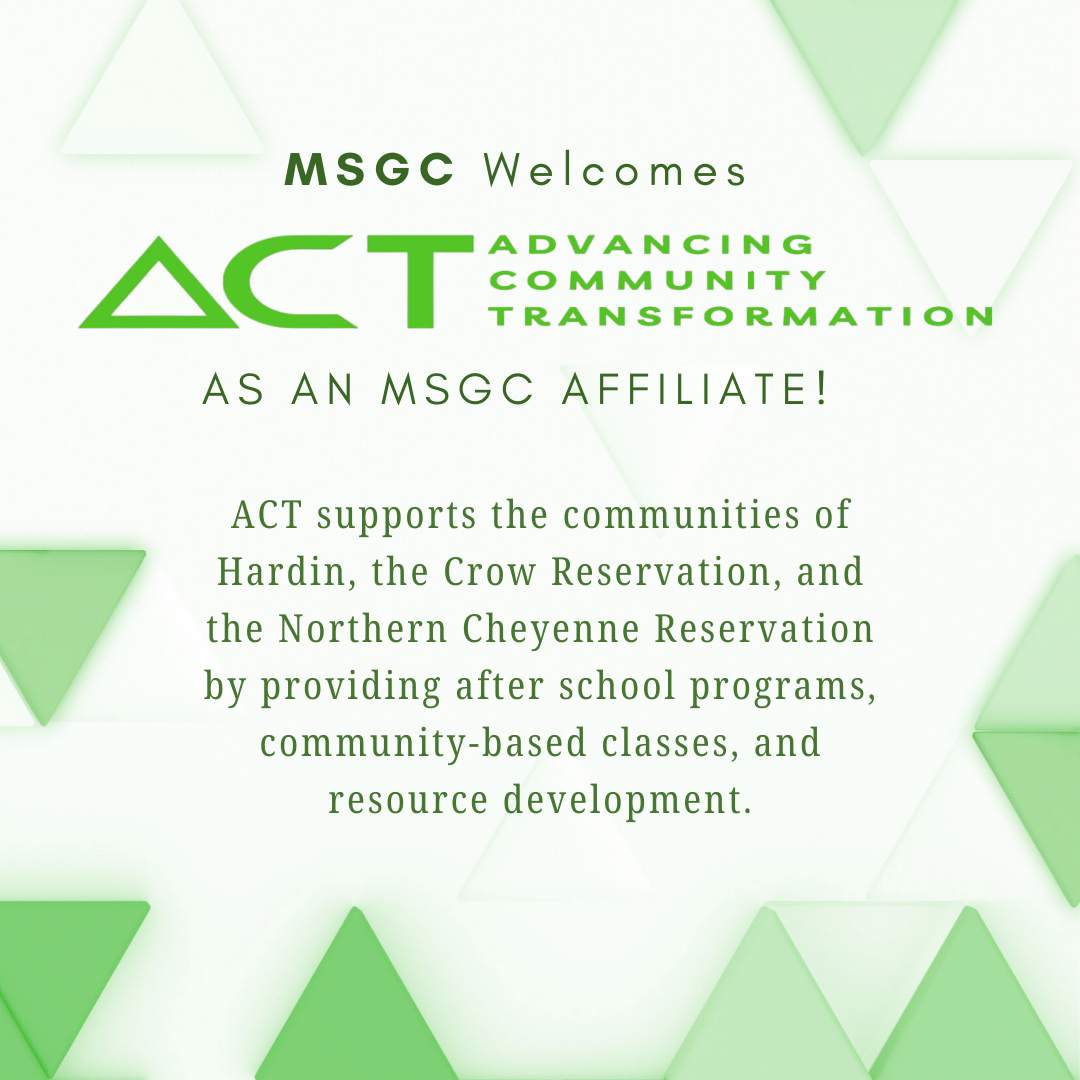 MSGC Welcomes
ACT ADVANCING
COMMUNITY
TRANSFORMATION
AS AN MSGC AFFILIATE!
ACT supports the communities of
Hardin, the Crow Reservation, and
the Northern Cheyenne Reservation
by providing after school programs,
community-based classes, and
resource development.